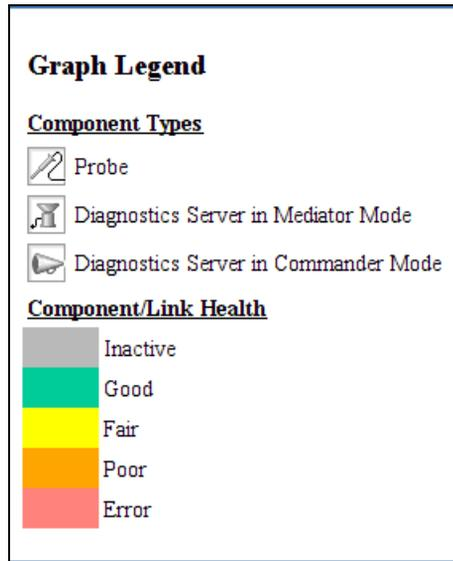 Graph Legend
Component Types
Probe
Diagnostics Server in Mediator Mode
Diagnostics Server in Commander Mode
Component/Link Health
Inactive
Good
Fair
Poor
Error